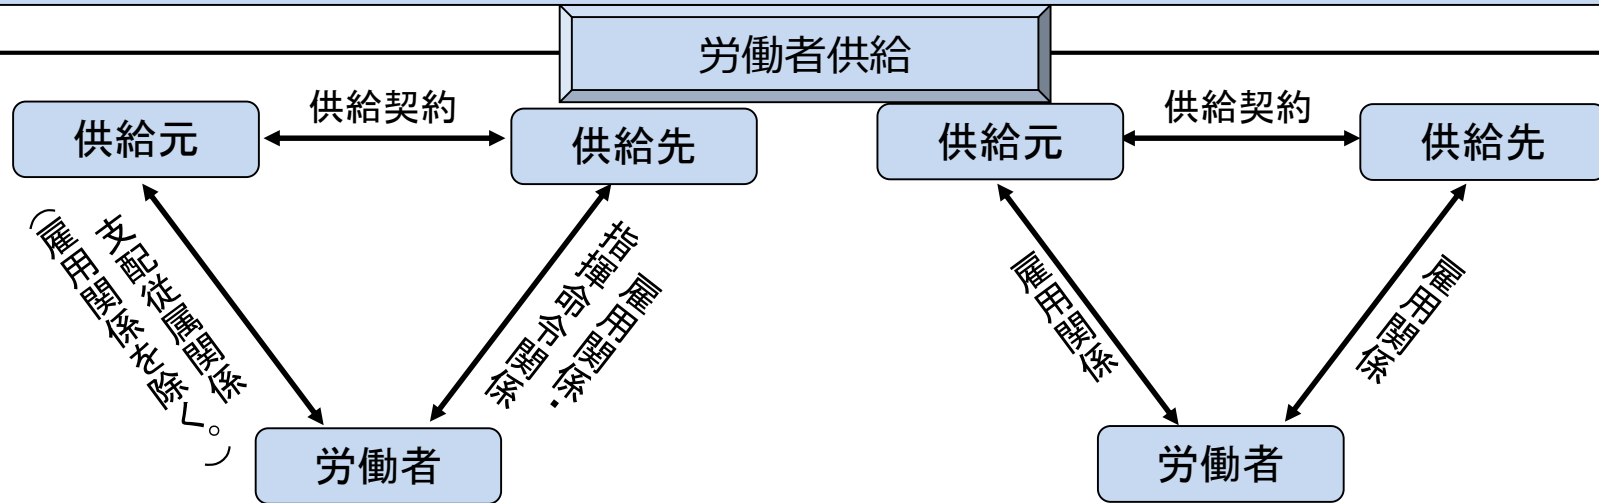 労働者供給
供給元
供給契約
供給先
支配従属関係
（雇用関係を除く。）
雇用関係・
指揮命令関係
労働者
供給元
供給契約
供給先
雇用関係
雇用関係
労働者